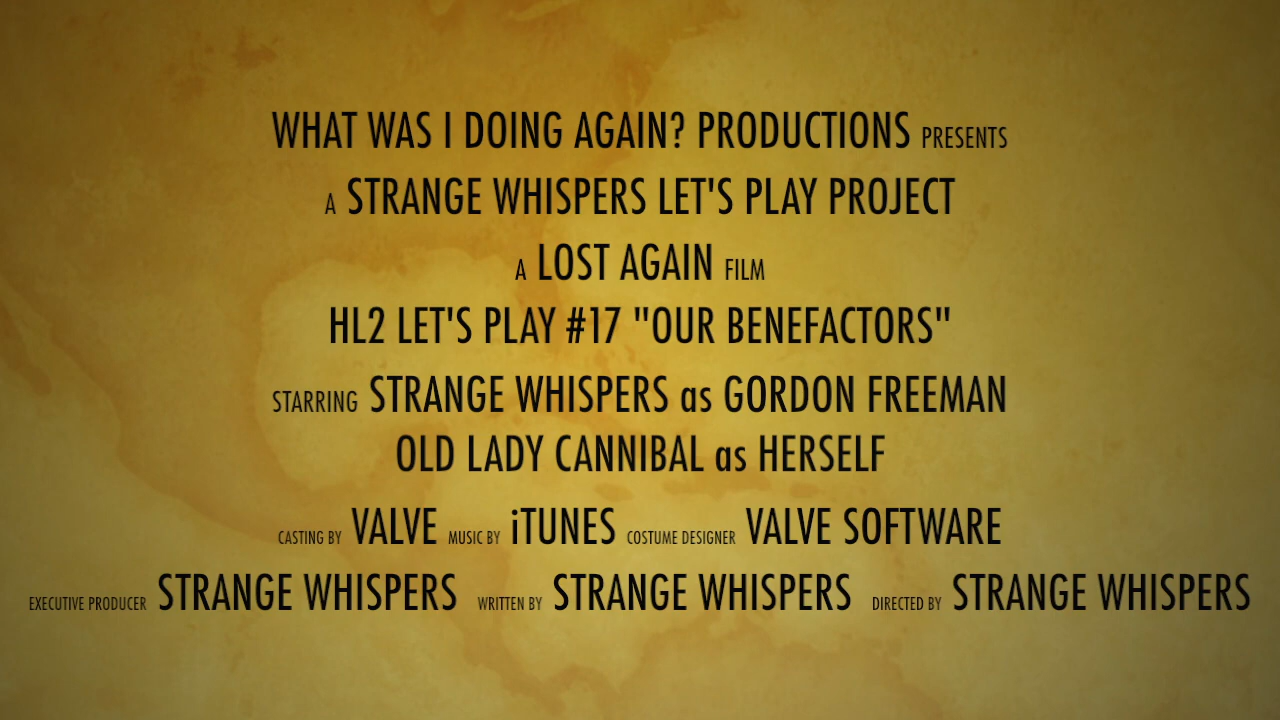 WHAT WAS I DOING AGAIN? PRODUCTIONS PRESENTS
A STRANGE WHISPERS LET'S PLAY PROJECT
A LOST AGAIN FILM
HL2 LET'S PLAY #17 "OUR BENEFACTORS"
STARRING STRANGE WHISPERS as GORDON FREEMAN
OLD LADY CANNIBAL as HERSELF
CASTING BY VALVE MUSIC BY iTUNES COSTUME DESIGNER VALVE SOFTWARE
EXECUTIVE PRODUCER STRANGE WHISPERS WRITTEN BY STRANGE WHISPERS DIRECTED BY STRANGE WHISPERS